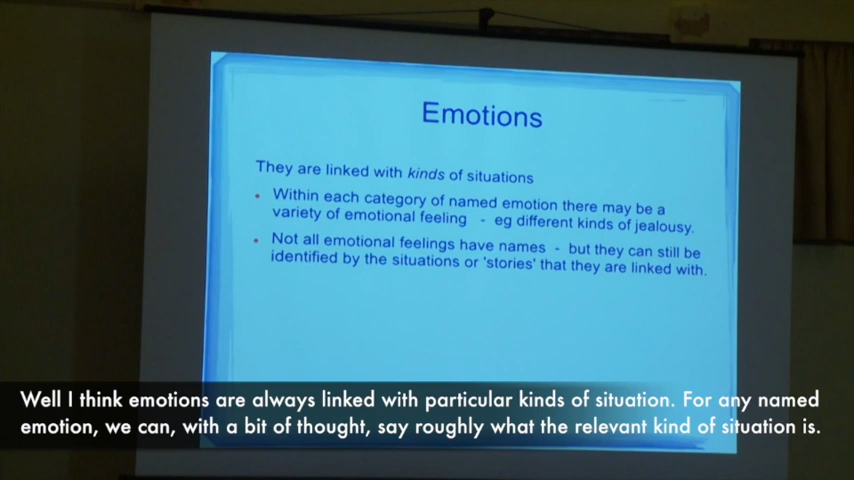 Emotions
They are linked with kinds of situations
• Within each category of named emotion there may be a
variety of emotional feeling - eg different kinds of jealousy.
• Not all emotional feelings have names - but they can still be
identified by the situations or 'stories' that they are linked with.
Well I think emotions are always linked with particular kinds of situation. For any named
emotion, we can, with a bit of thought, say roughly what the relevant kind of situation is.